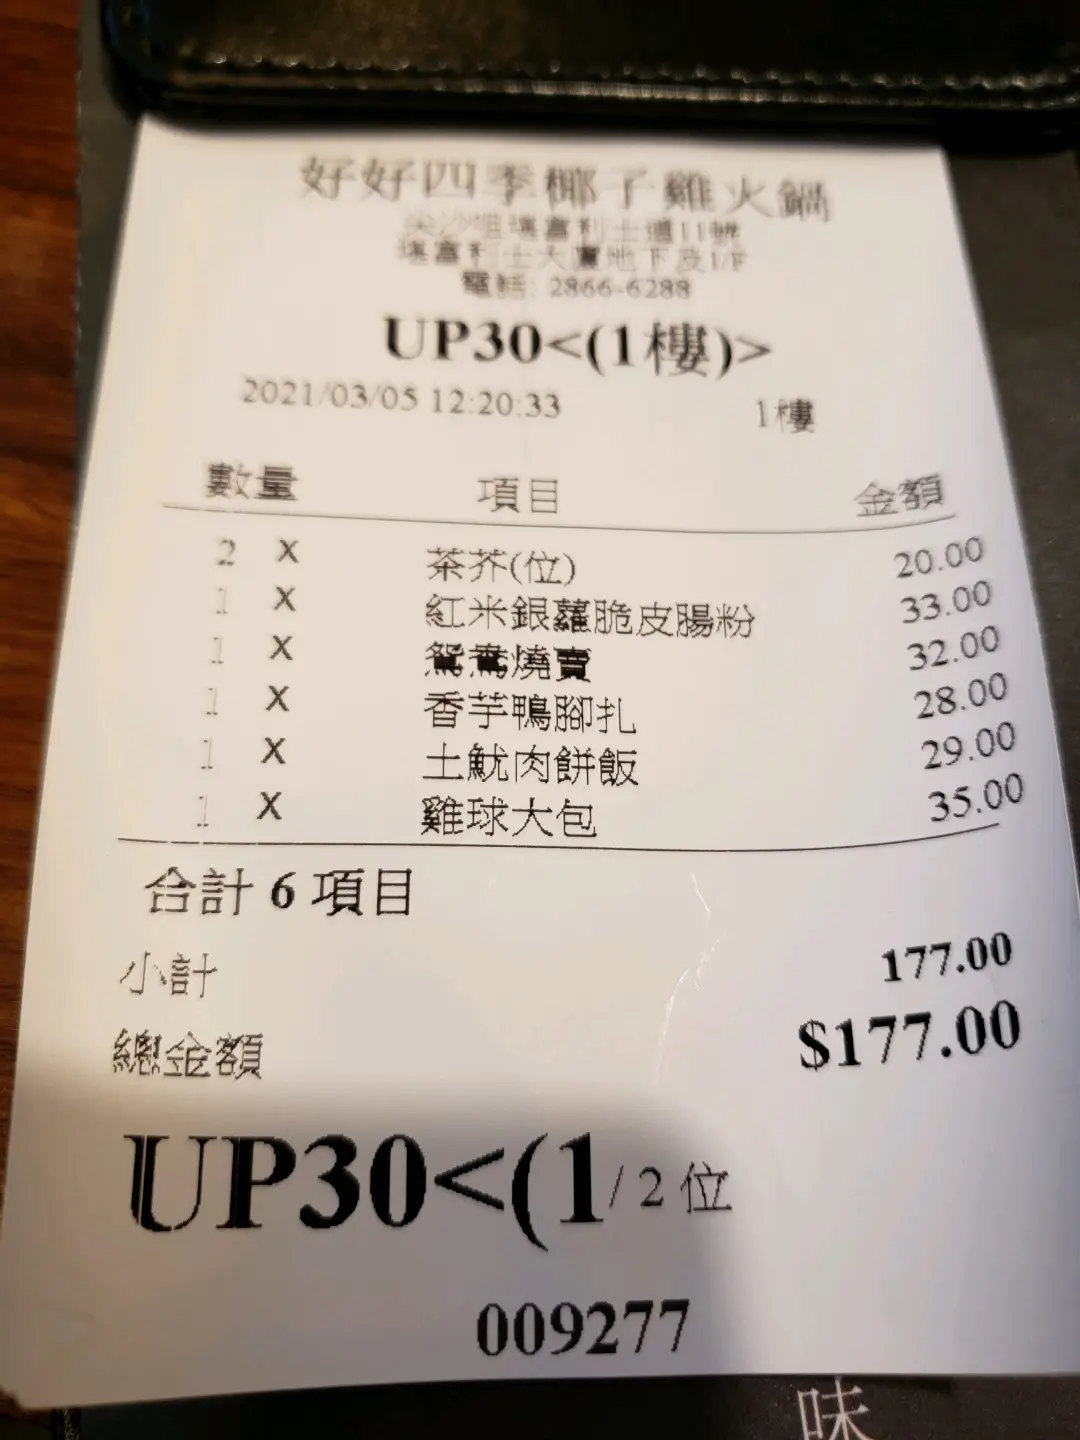 好好四季椰子雞火鍋
尖沙咀堪富利士道11號
堪富利士大廈地下及1/F
電話: 2866-6288
UP30<(1樓)>
2021/03/05 12:20:33 1樓
數量 項目 金額
2 X 茶芥(位) 20.00
1 X 紅米銀蘿脆皮腸粉 33.00
1 X 鴛鴦燒賣 32.00
1 X 香芋鴨腳扎 28.00
1 X 土魷肉餅飯 29.00
1 X 雞球大包 35.00
合計 6 項目
小計 177.00
總金額 $177.00
UP30<(1/ 2 位
009277
味